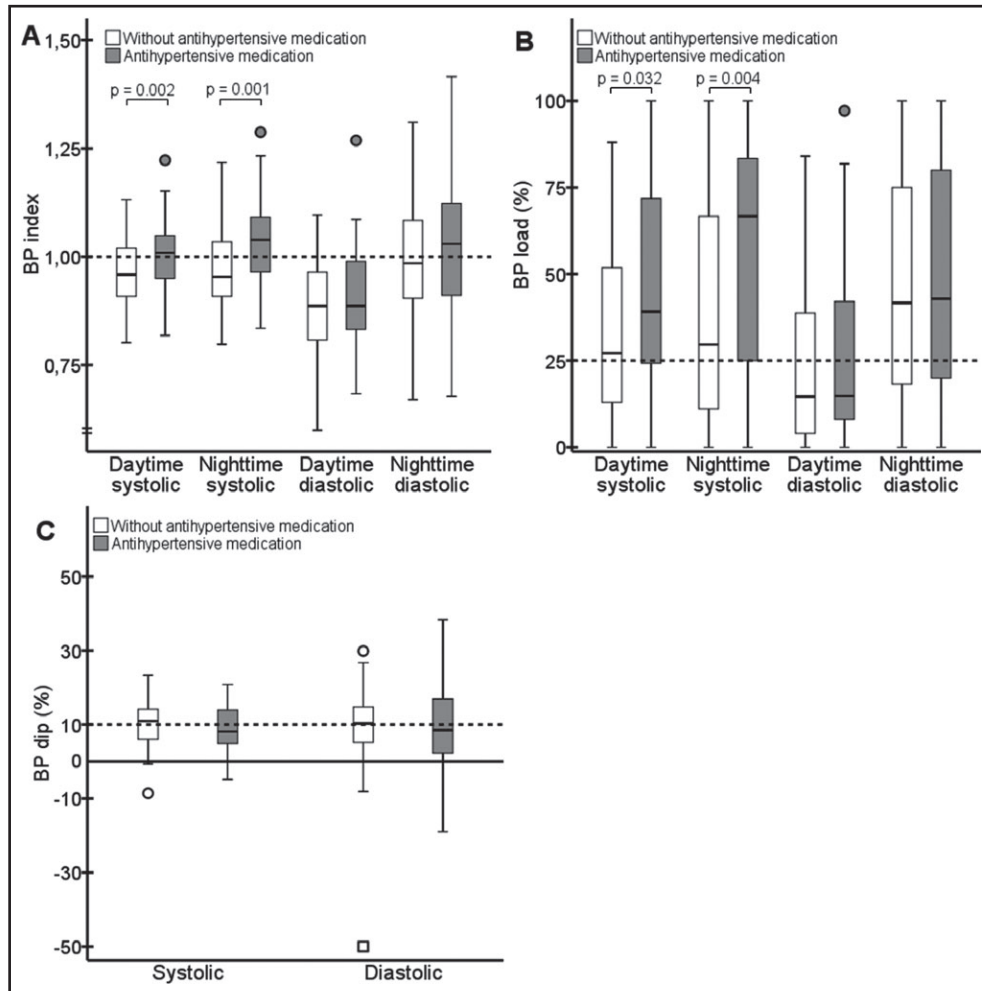 A
1,50
Without antihypertensive medication
Antihypertensive medication
p = 0.002
p = 0.001
1,25
BP index
1,00
0,75
Daytime systolic
Nighttime systolic
Daytime diastolic
Nighttime diastolic
B
Without antihypertensive medication
Antihypertensive medication
p = 0.032
p = 0.004
100
75
BP load (%)
50
25
0
Daytime systolic
Nighttime systolic
Daytime diastolic
Nighttime diastolic
C
Without antihypertensive medication
Antihypertensive medication
50
30
BP dip (%)
10
0
-10
-30
-50
Systolic
Diastolic